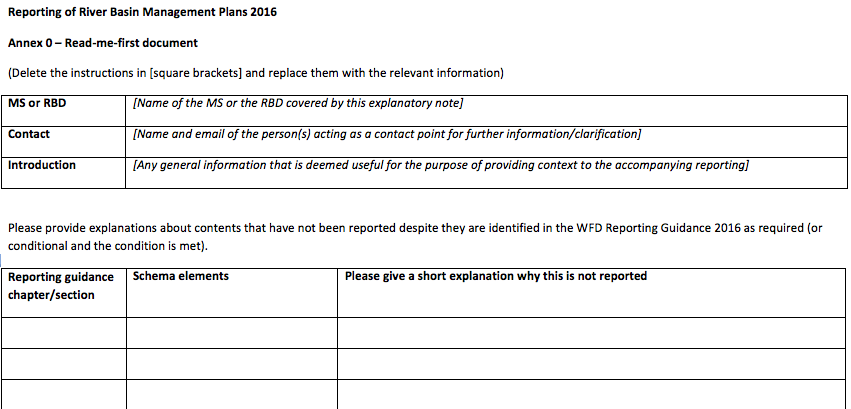 Reporting of River Basin Management Plans 2016
Annex 0 – Read-me-first document
(Delete the instructions in [square brackets] and replace them with the relevant information)
MS or RBD [Name of the MS or the RBD covered by this explanatory note]
Contact [Name and email of the person(s) acting as a contact point for further information/clarification]
Introduction [Any general information that is deemed useful for the purpose of providing context to the accompanying reporting]
Please provide explanations about contents that have not been reported despite they are identified in the WFD Reporting Guidance 2016 as required (or
conditional and the condition is met).
Reporting guidance Schema elements Please give a short explanation why this is not reported
chapter/section